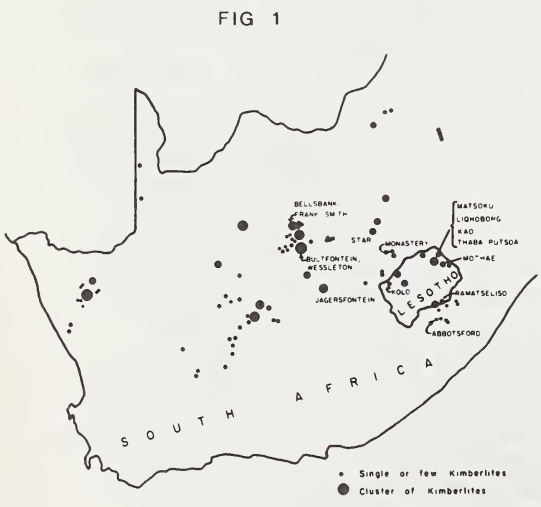 FIG 1
BELLSBANK
FRANK SMITH
BULTFONTEIN,
WESSLETON
STAR
MONASTERY
JAGERSFONTEIN
KOLO
MATSOKU
LIQHOBONG
KAO
THABA PUTSOA
MOTHAE
LESOTHO
RAMATSELISO
ABBOTSFORD
SOUTH AFRICA
Single or few Kimberlites
Cluster of Kimberlites